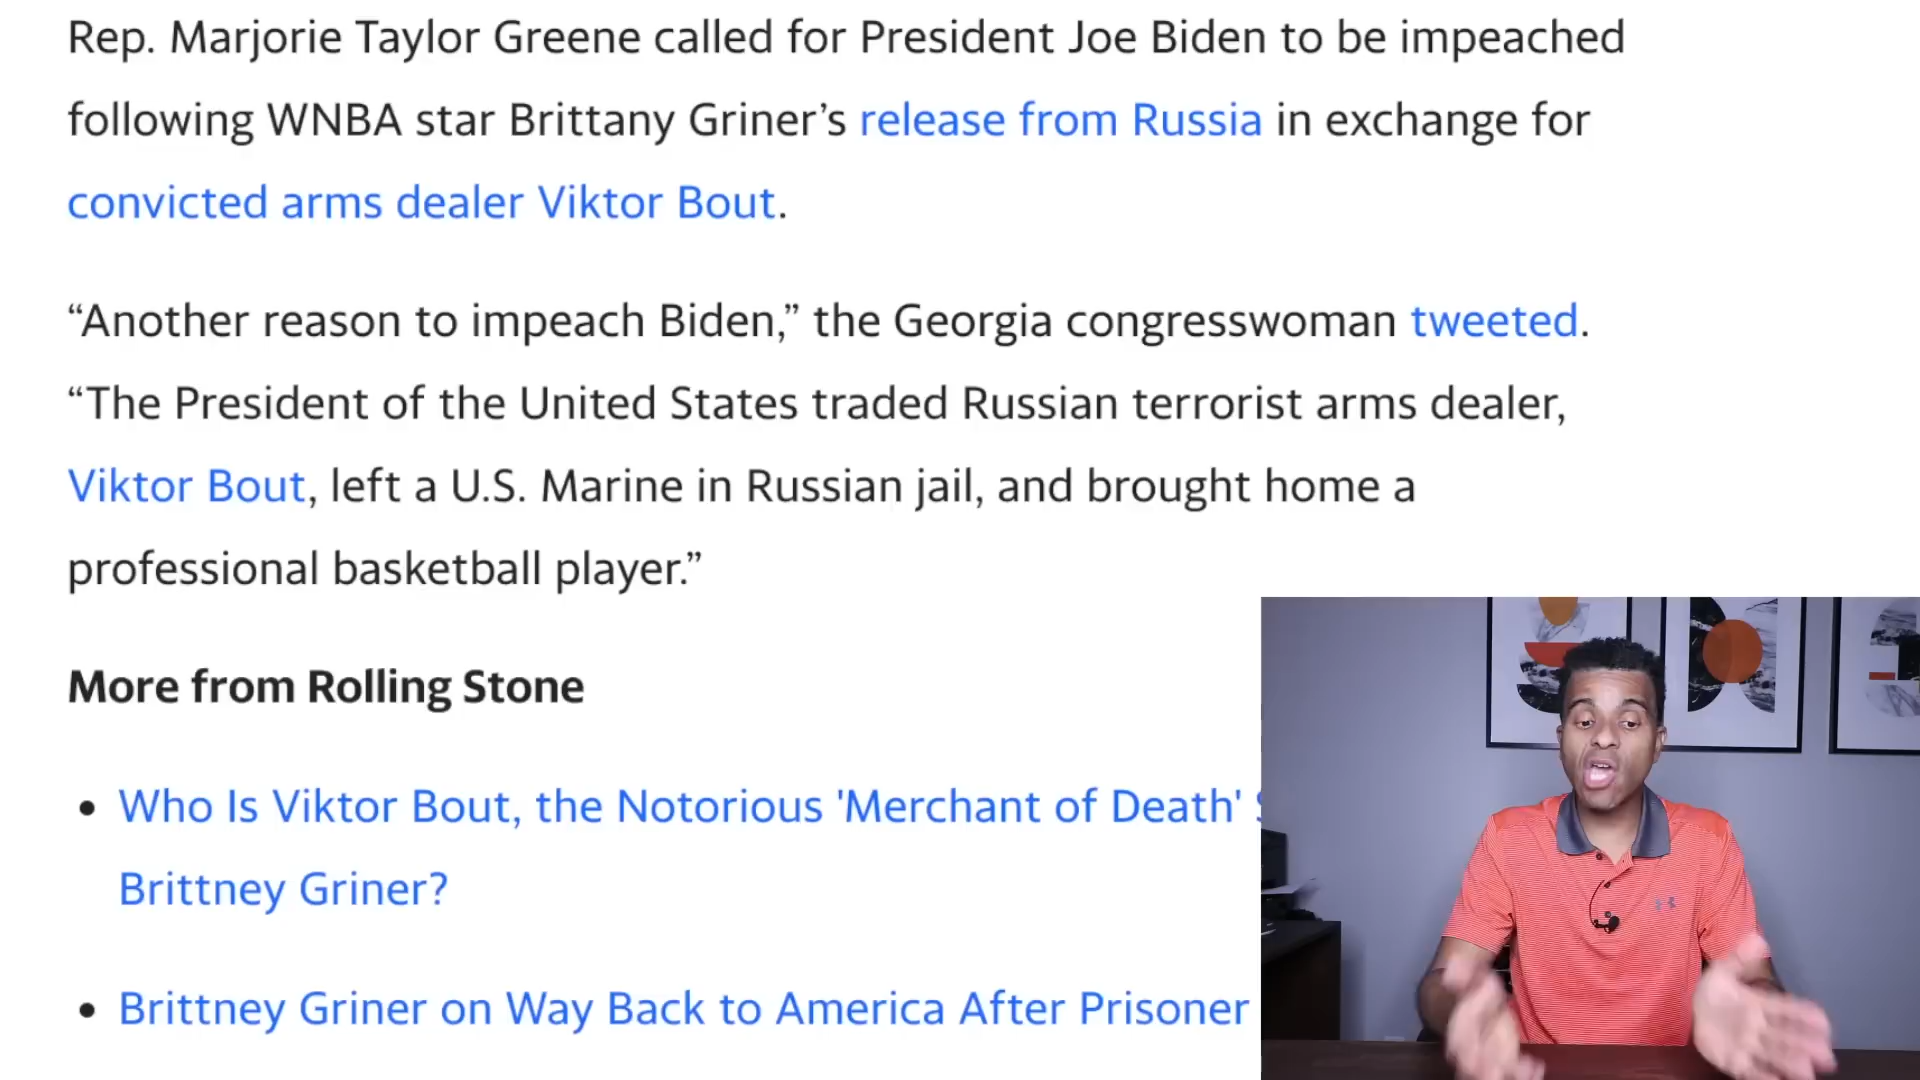 Rep. Marjorie Taylor Greene called for President Joe Biden to be impeached
following WNBA star Brittany Griner’s release from Russia in exchange for
convicted arms dealer Viktor Bout.
“Another reason to impeach Biden,” the Georgia congresswoman tweeted.
“The President of the United States traded Russian terrorist arms dealer,
Viktor Bout, left a U.S. Marine in Russian jail, and brought home a
professional basketball player.”
More from Rolling Stone
• Who Is Viktor Bout, the Notorious 'Merchant of Death'
Brittney Griner?
• Brittney Griner on Way Back to America After Prisoner